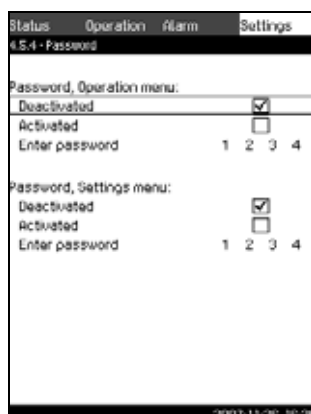 Status Operation Alarm Settings
4.5.4 - Password
Password, Operation menu:
Deactivated
Activated
Enter password 1 2 3 4
Password, Settings menu:
Deactivated
Activated
Enter password 1 2 3 4